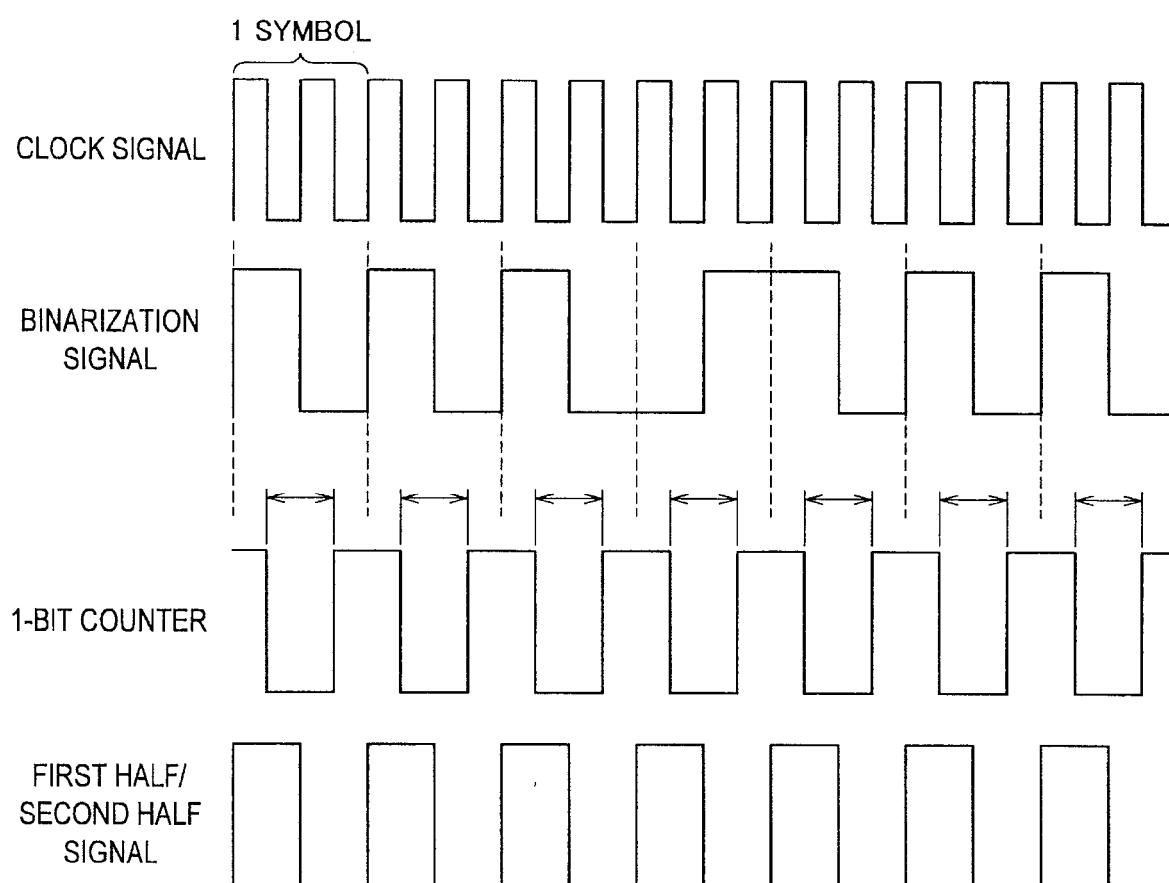 1 SYMBOL
CLOCK SIGNAL
BINARIZATION
SIGNAL
1-BIT COUNTER
FIRST HALF/
SECOND HALF
SIGNAL